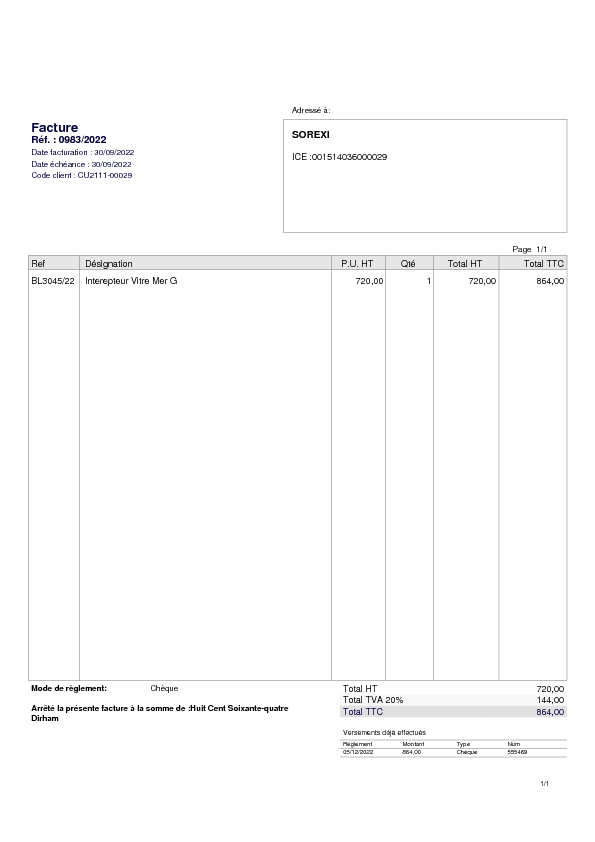 Adressé à:
Facture
Réf. : 0983/2022
Date facturation : 30/09/2022
Date échéance : 30/09/2022
Code client : CU2111-00029
SOREXI
ICE :001514036000029
Page 1/1
Ref Désignation P.U. HT Qté Total HT Total TTC
BL3045/22 Interepteur Vitre Mer G 720,00 1 720,00 864,00
Mode de règlement: Chèque
Arrêté la présente facture à la somme de :Huit Cent Soixante-quatre
Dirham
Total HT 720,00
Total TVA 20% 144,00
Total TTC 864,00
Versements déjà effectués
Règlement Montant Type Num
05/12/2022 864,00 Chèque 555469
1/1